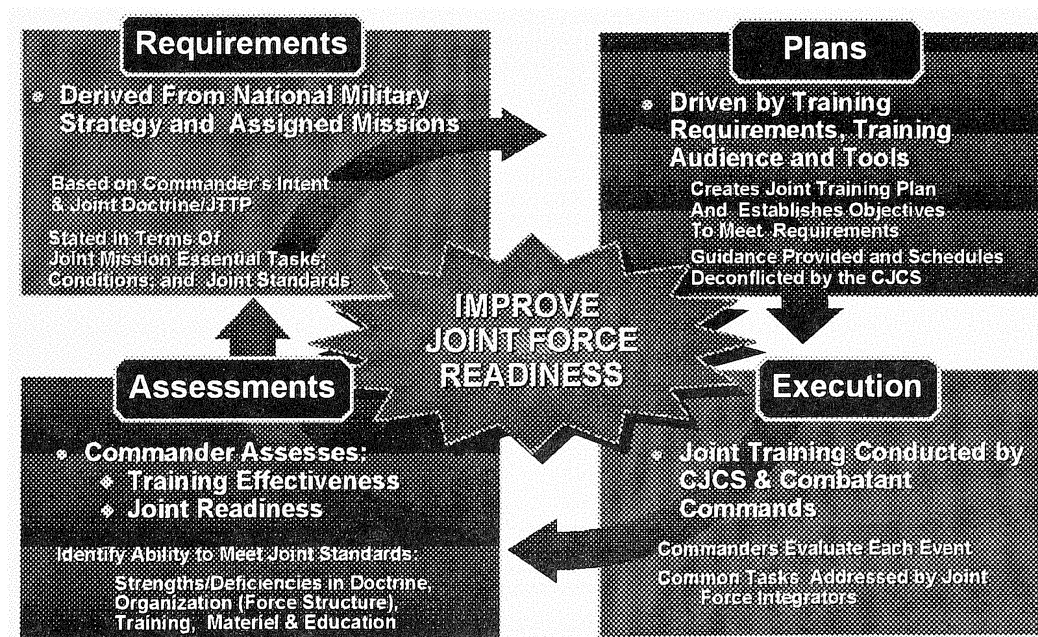 Requirements
• Derived From National Military
Strategy and Assigned Missions
Based on Commander's Intent
& Joint Doctrine/JTTP
Stated In Terms Of
Joint Mission Essential Tasks;
Conditions; and Joint Standards
Plans
• Driven by Training
Requirements, Training
Audience and Tools
Creates Joint Training Plan
And Establishes Objectives
To Meet Requirements
Guidance Provided and Schedules
Deconflicted by the CJCS
IMPROVE
JOINT FORCE
READINESS
Assessments
• Commander Assesses:
• Training Effectiveness
• Joint Readiness
Identify Ability to Meet Joint Standards:
Strengths/Deficiencies in Doctrine,
Organization (Force Structure),
Training, Materiel & Education
Execution
• Joint Training Conducted by
CJCS & Combatant
Commands
Commanders Evaluate Each Event
Common Tasks Addressed by Joint
Force Integrators